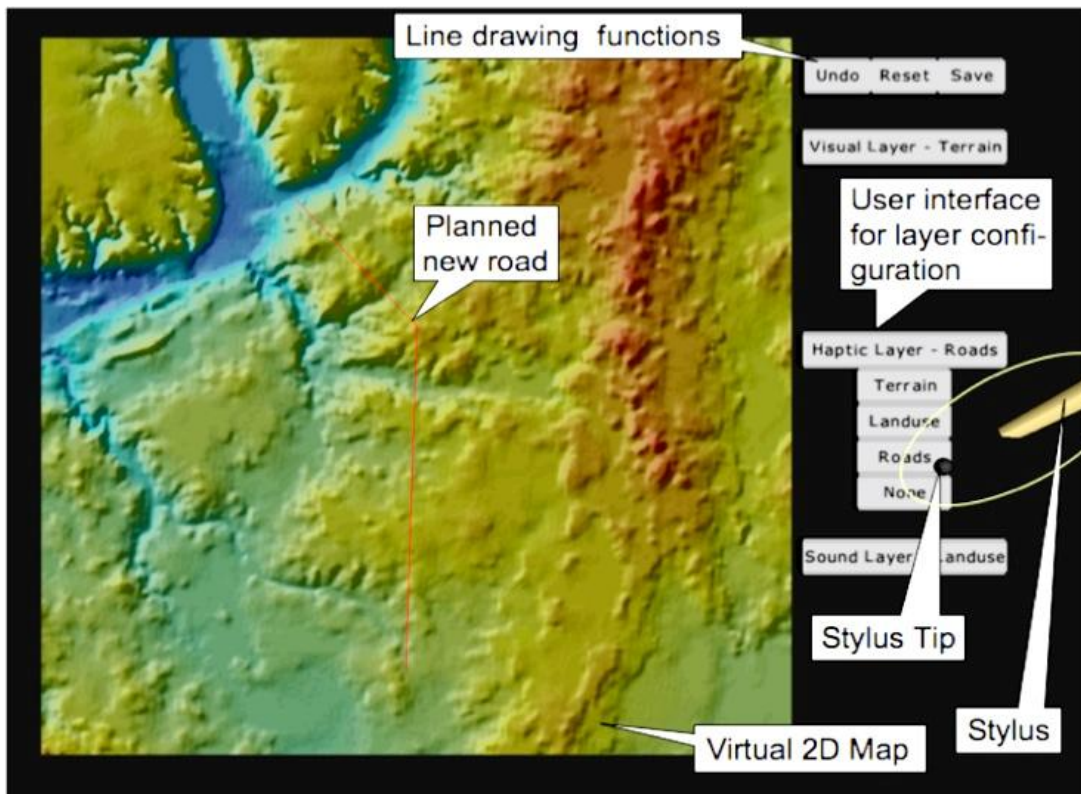 Line drawing functions
Undo Reset Save
Visual Layer - Terrain
User interface
for layer confi-
guration
Planned
new road
Haptic Layer - Roads
Terrain
Landuse
Roads
None
Sound Layer - Landuse
Stylus Tip
Stylus
Virtual 2D Map